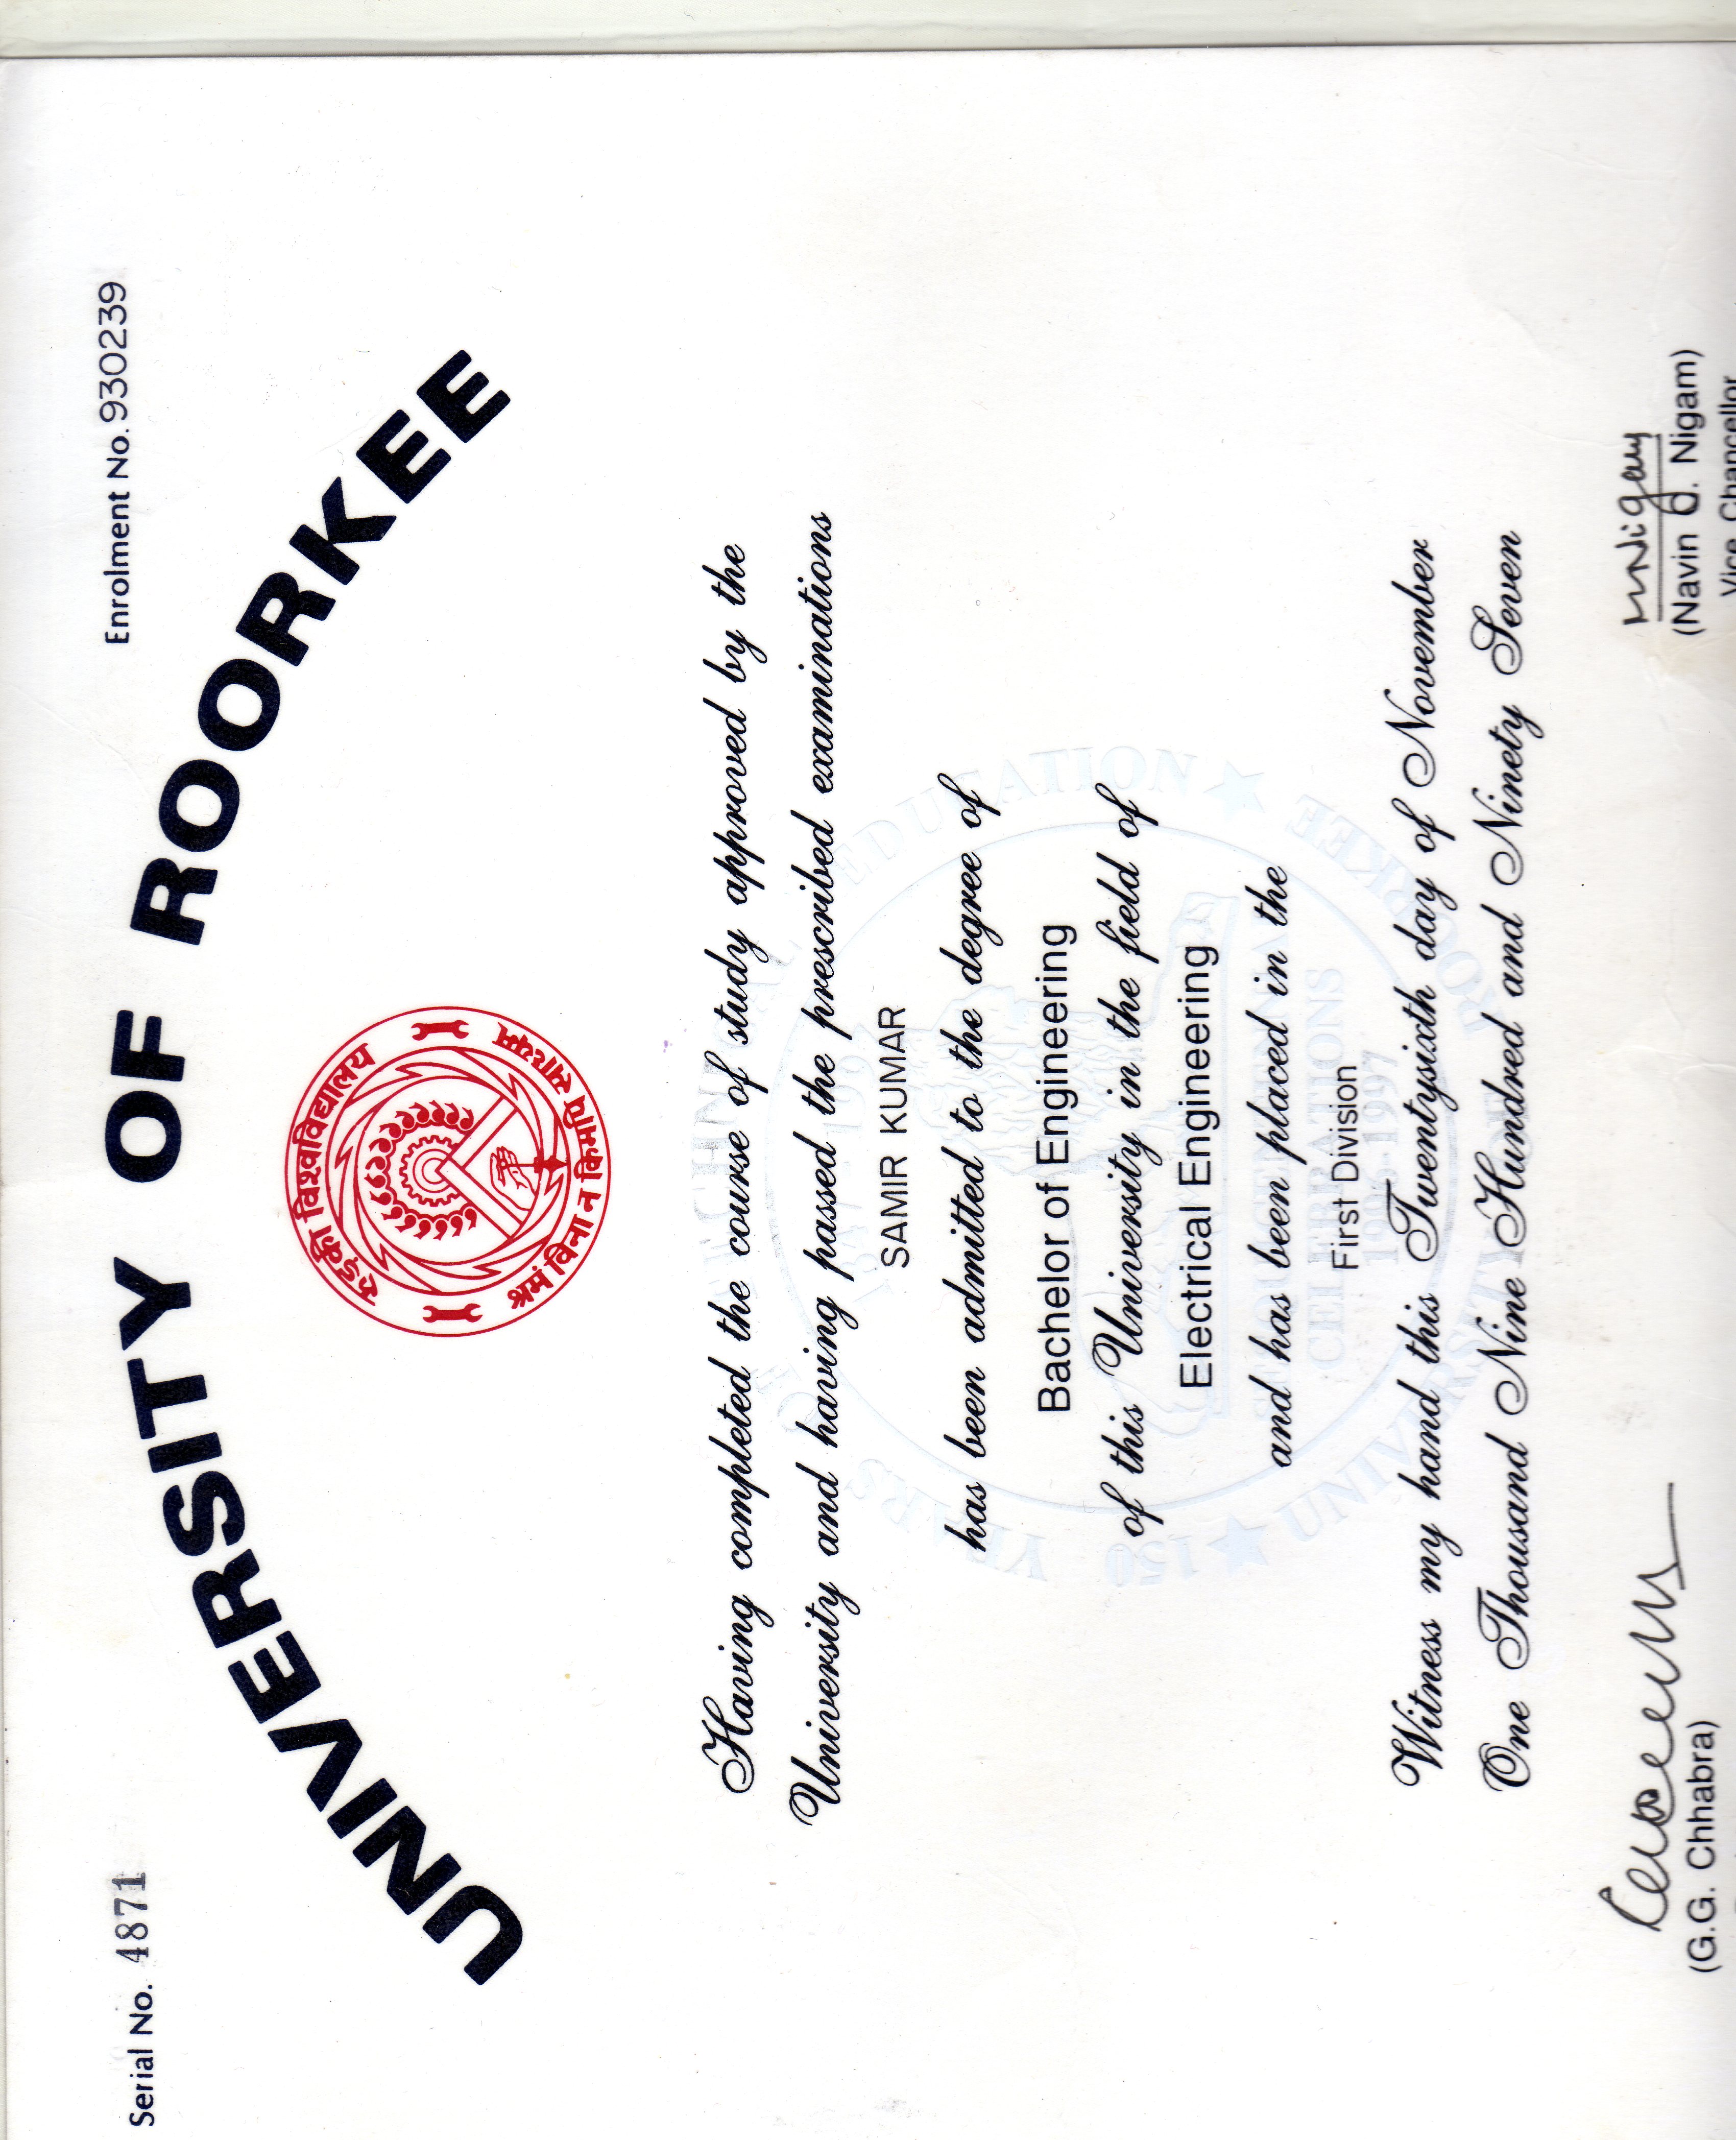 Serial No. 4871
Enrolment No. 930239
UNIVERSITY OF ROORKEE
रुड़की विश्वविद्यालय
श्रमं विना न किमपि साध्यम्
Having completed the course of study approved by the
University and having passed the prescribed examinations
SAMIR KUMAR
has been admitted to the degree of
Bachelor of Engineering
of this University in the field of
Electrical Engineering
and has been placed in the
First Division
Witness my hand this Twentysixth day of November
One Thousand Nine Hundred and Ninety Seven
YEARS OF EDUCATION
150
1847-1997
CELEBRATIONS
1996-1997
UNIVERSITY OF ROORKEE
(G.G. Chhabra)
(Navin C. Nigam)
Vice Chancellor